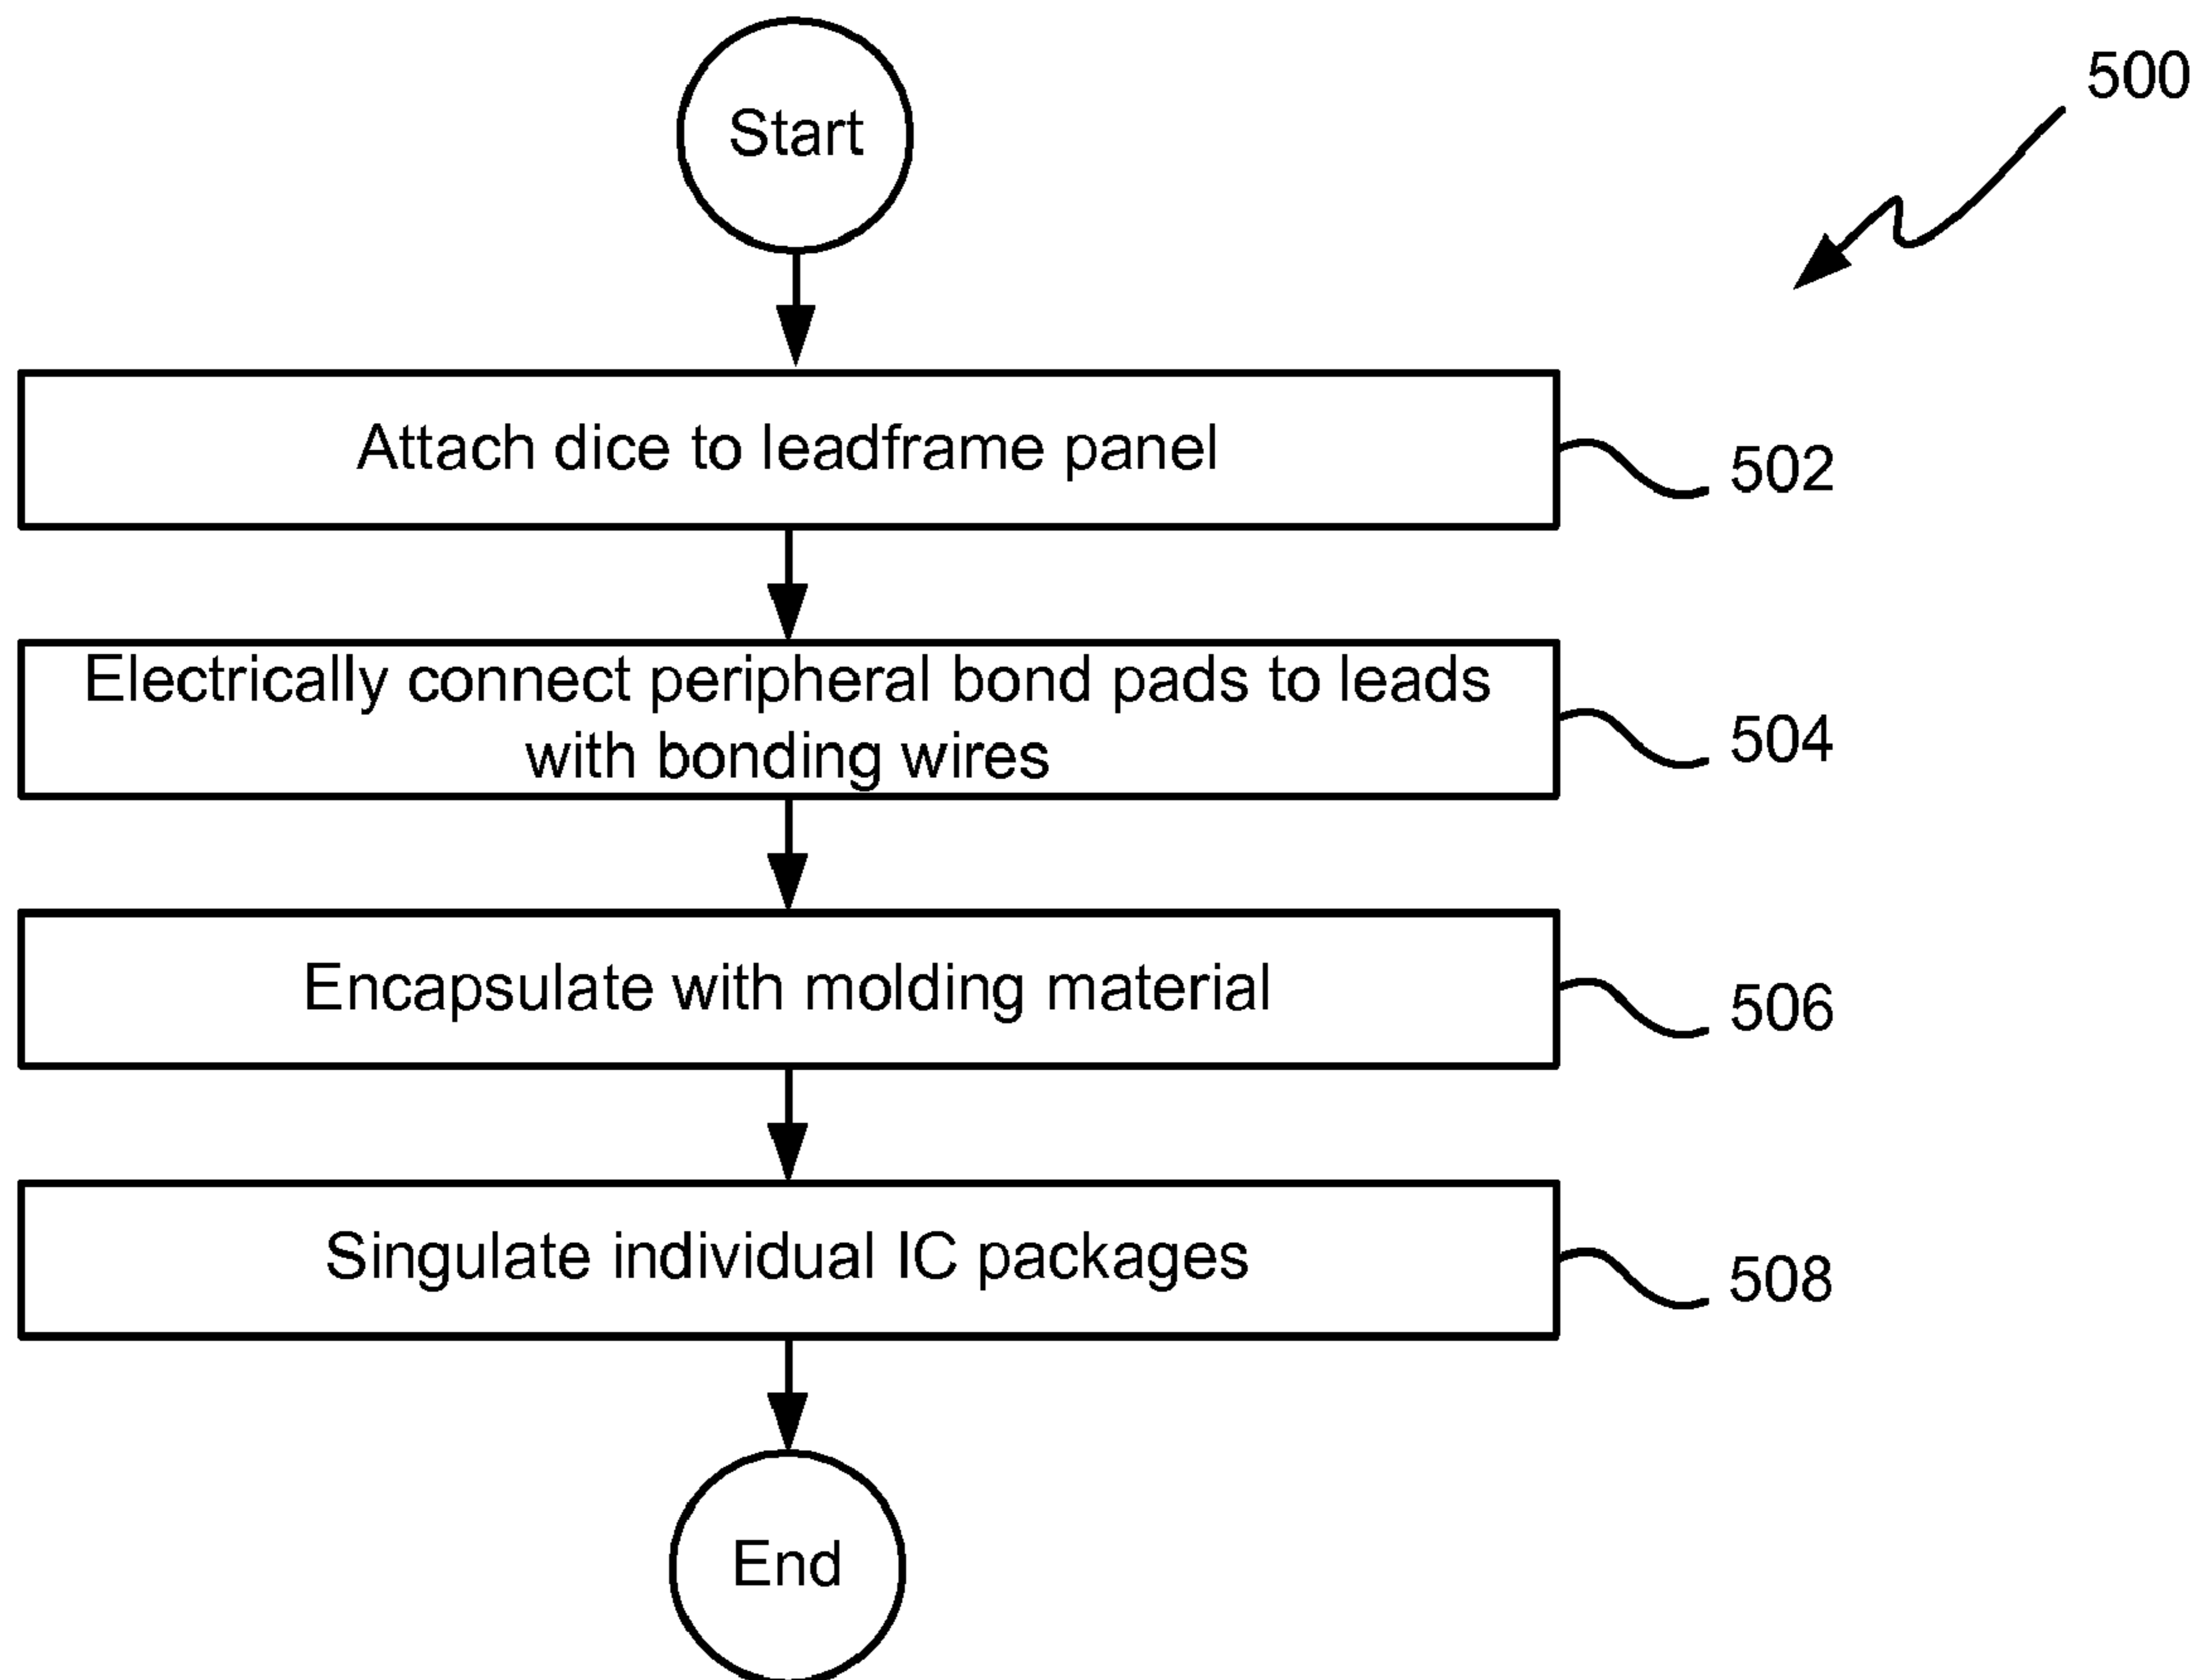 Start
500
Attach dice to leadframe panel
502
Electrically connect peripheral bond pads to leads
with bonding wires
504
Encapsulate with molding material
506
Singulate individual IC packages
508
End